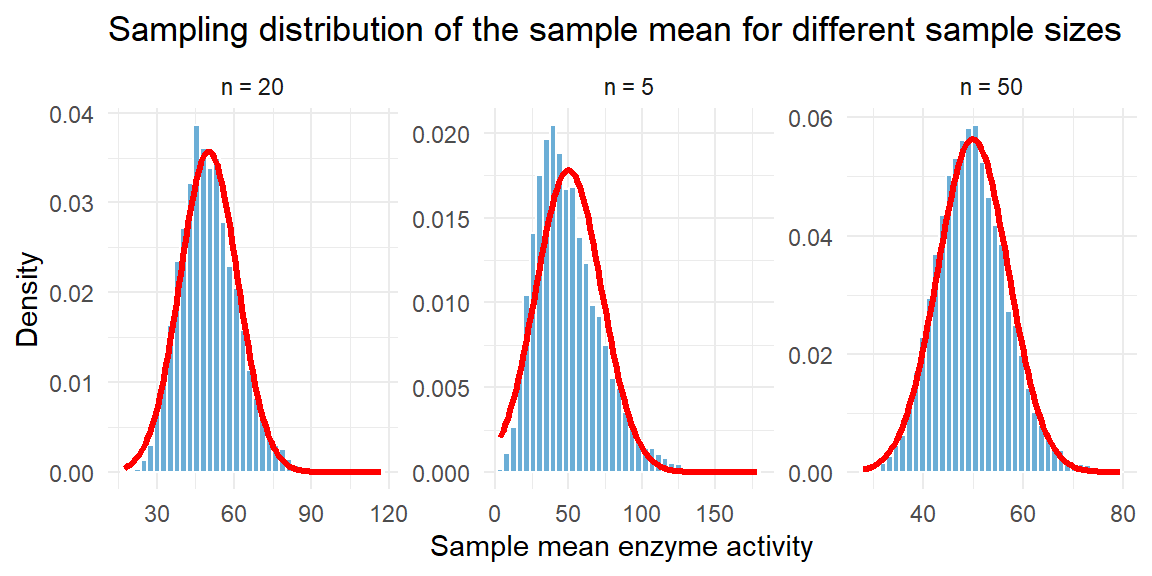 Sampling distribution of the sample mean for different sample sizes
n = 20
n = 5
n = 50
Density
0.04
0.03
0.02
0.01
0.00
30 60 90 120
0.020
0.015
0.010
0.005
0.000
0 50 100 150
0.06
0.04
0.02
0.00
40 60 80
Sample mean enzyme activity